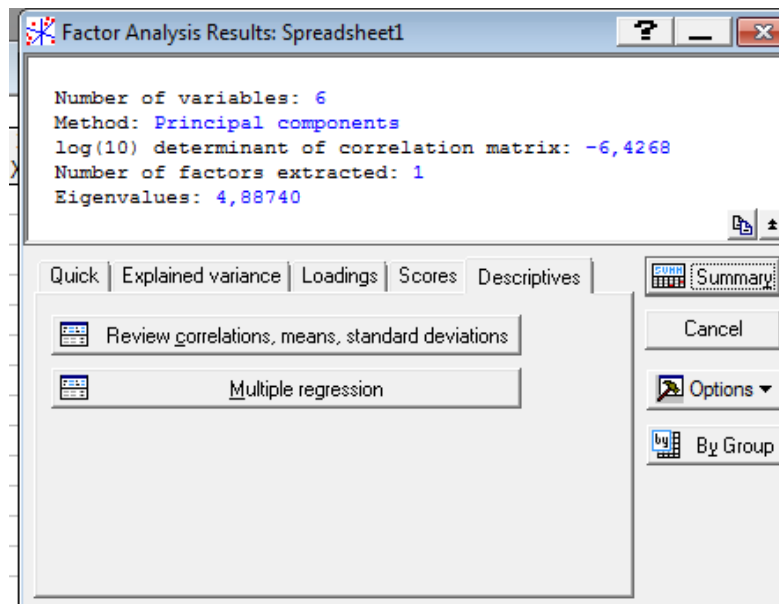 Factor Analysis Results: Spreadsheet1
Number of variables: 6
Method: Principal components
log(10) determinant of correlation matrix: -6,4268
Number of factors extracted: 1
Eigenvalues: 4,88740
Quick Explained variance Loadings Scores Descriptives
Summary
Review correlations, means, standard deviations
Cancel
Multiple regression
Options
By Group